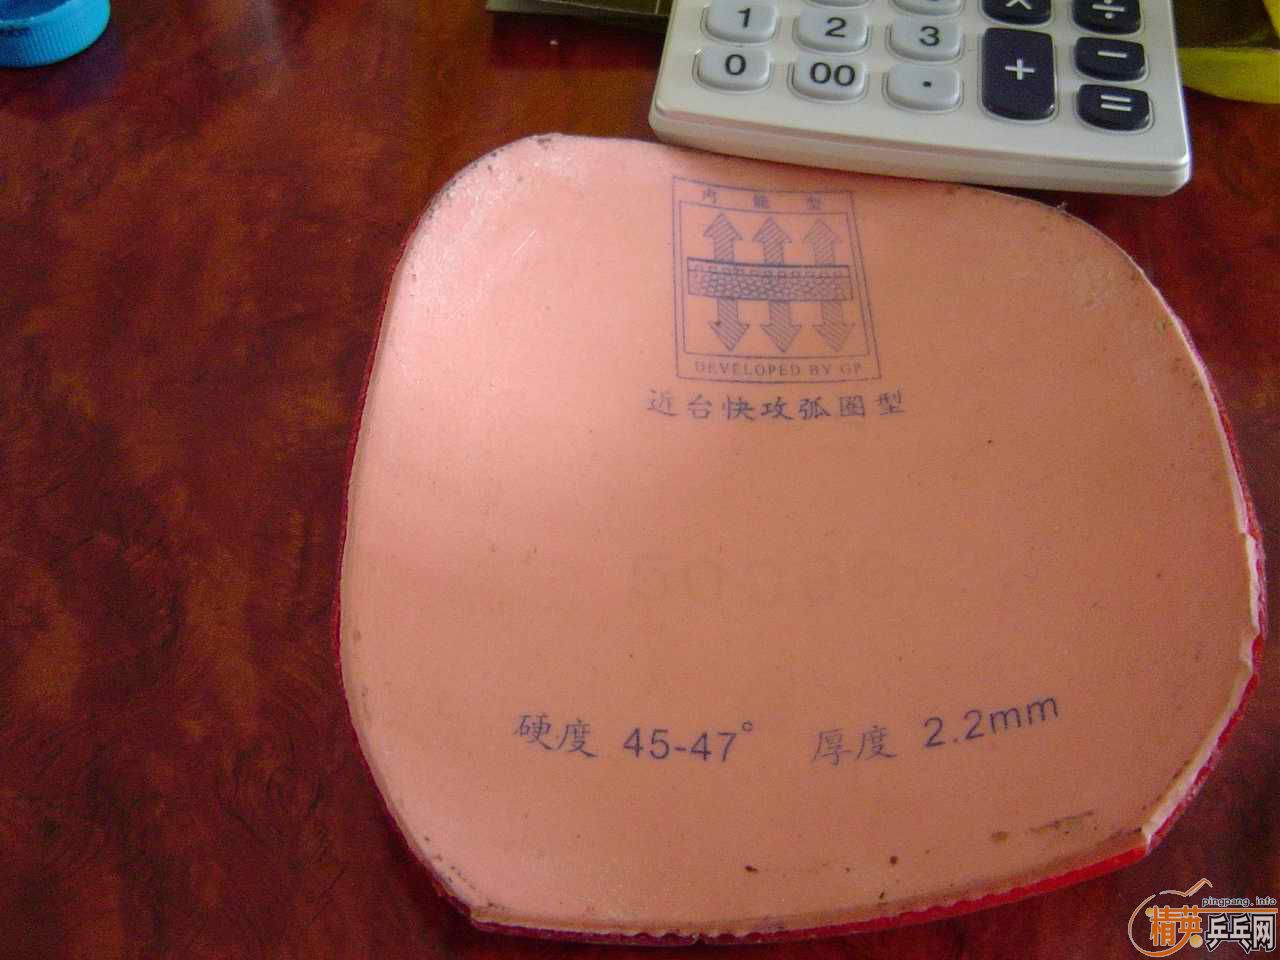 1 2 3 × ÷
0 00 . + − =
内能型
DEVELOPED BY GP
近台快攻弧圈型
硬度 45-47° 厚度 2.2mm
pingpang.info
精英乒乓网